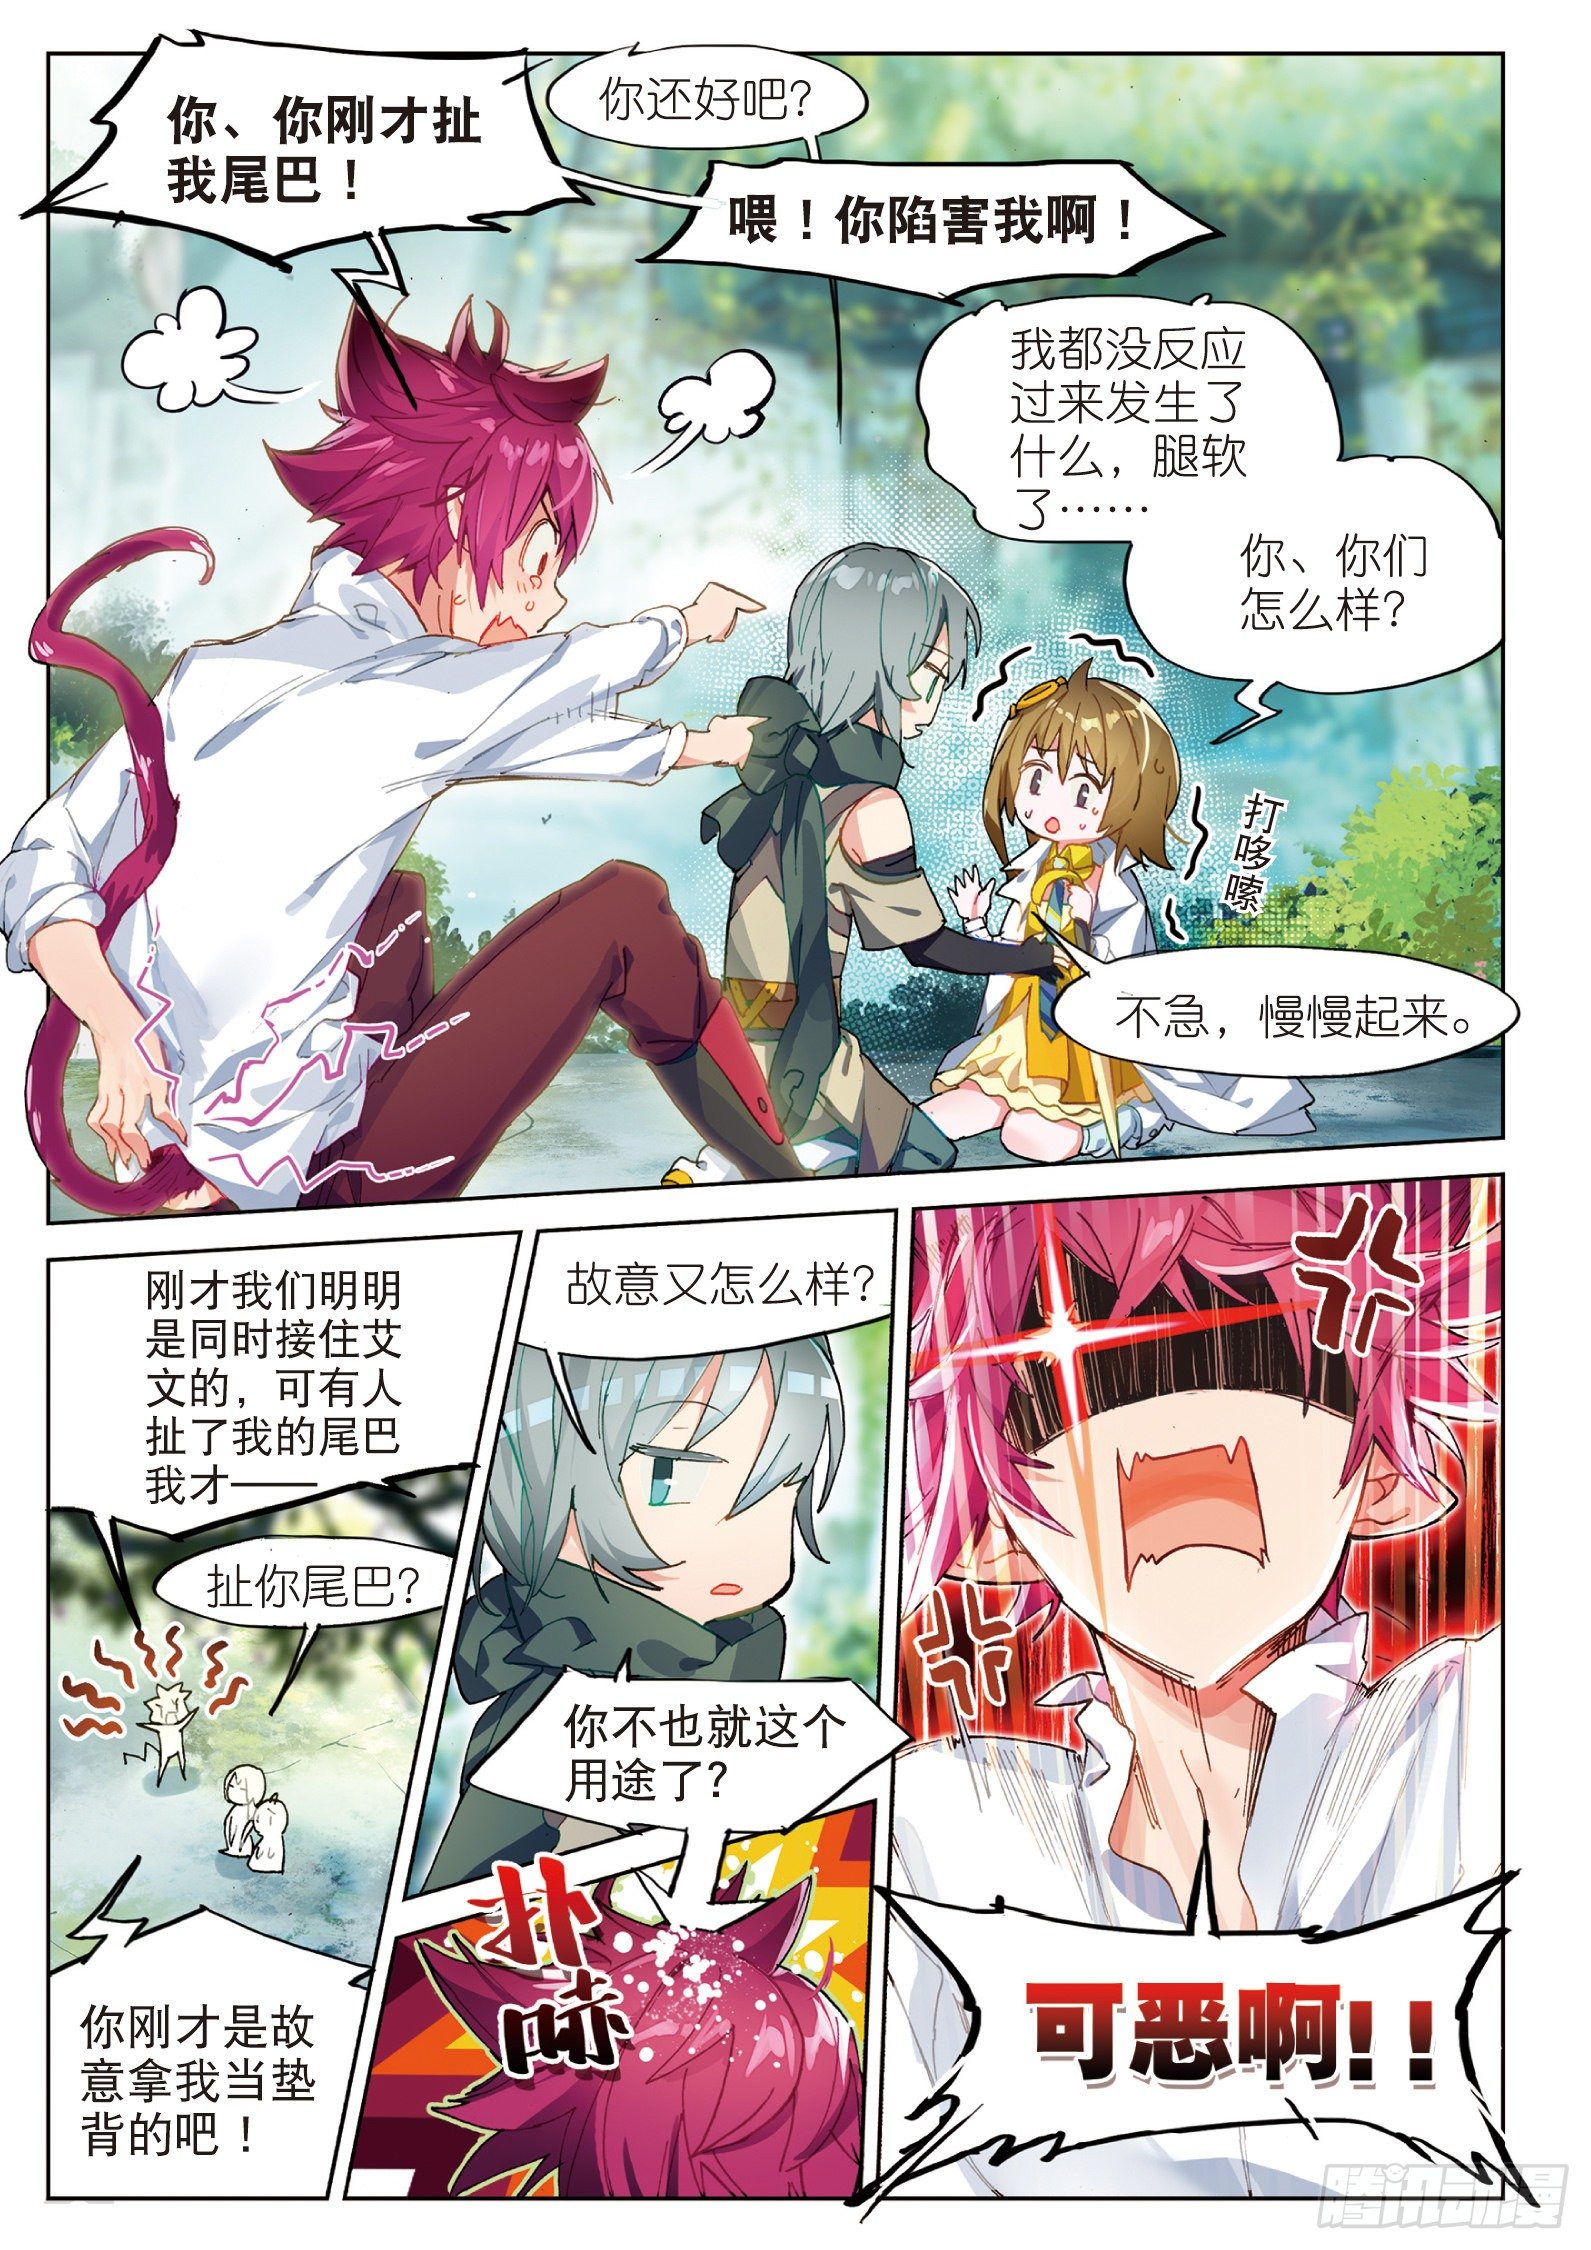 你、你刚才扯
我尾巴！
你还好吧？
喂！你陷害我啊！
我都没反应
过来发生了
什么，腿软
了……
你、你们
怎么样？
打哆嗦
不急，慢慢起来。
刚才我们明明
是同时接住艾
文的，可有人
扯了我的尾巴
我才——
扯你尾巴？
你刚才是故
意拿我当垫
背的吧！
故意又怎么样？
你不也就这个
用途了？
扑哧
可恶啊！！
腾讯动漫